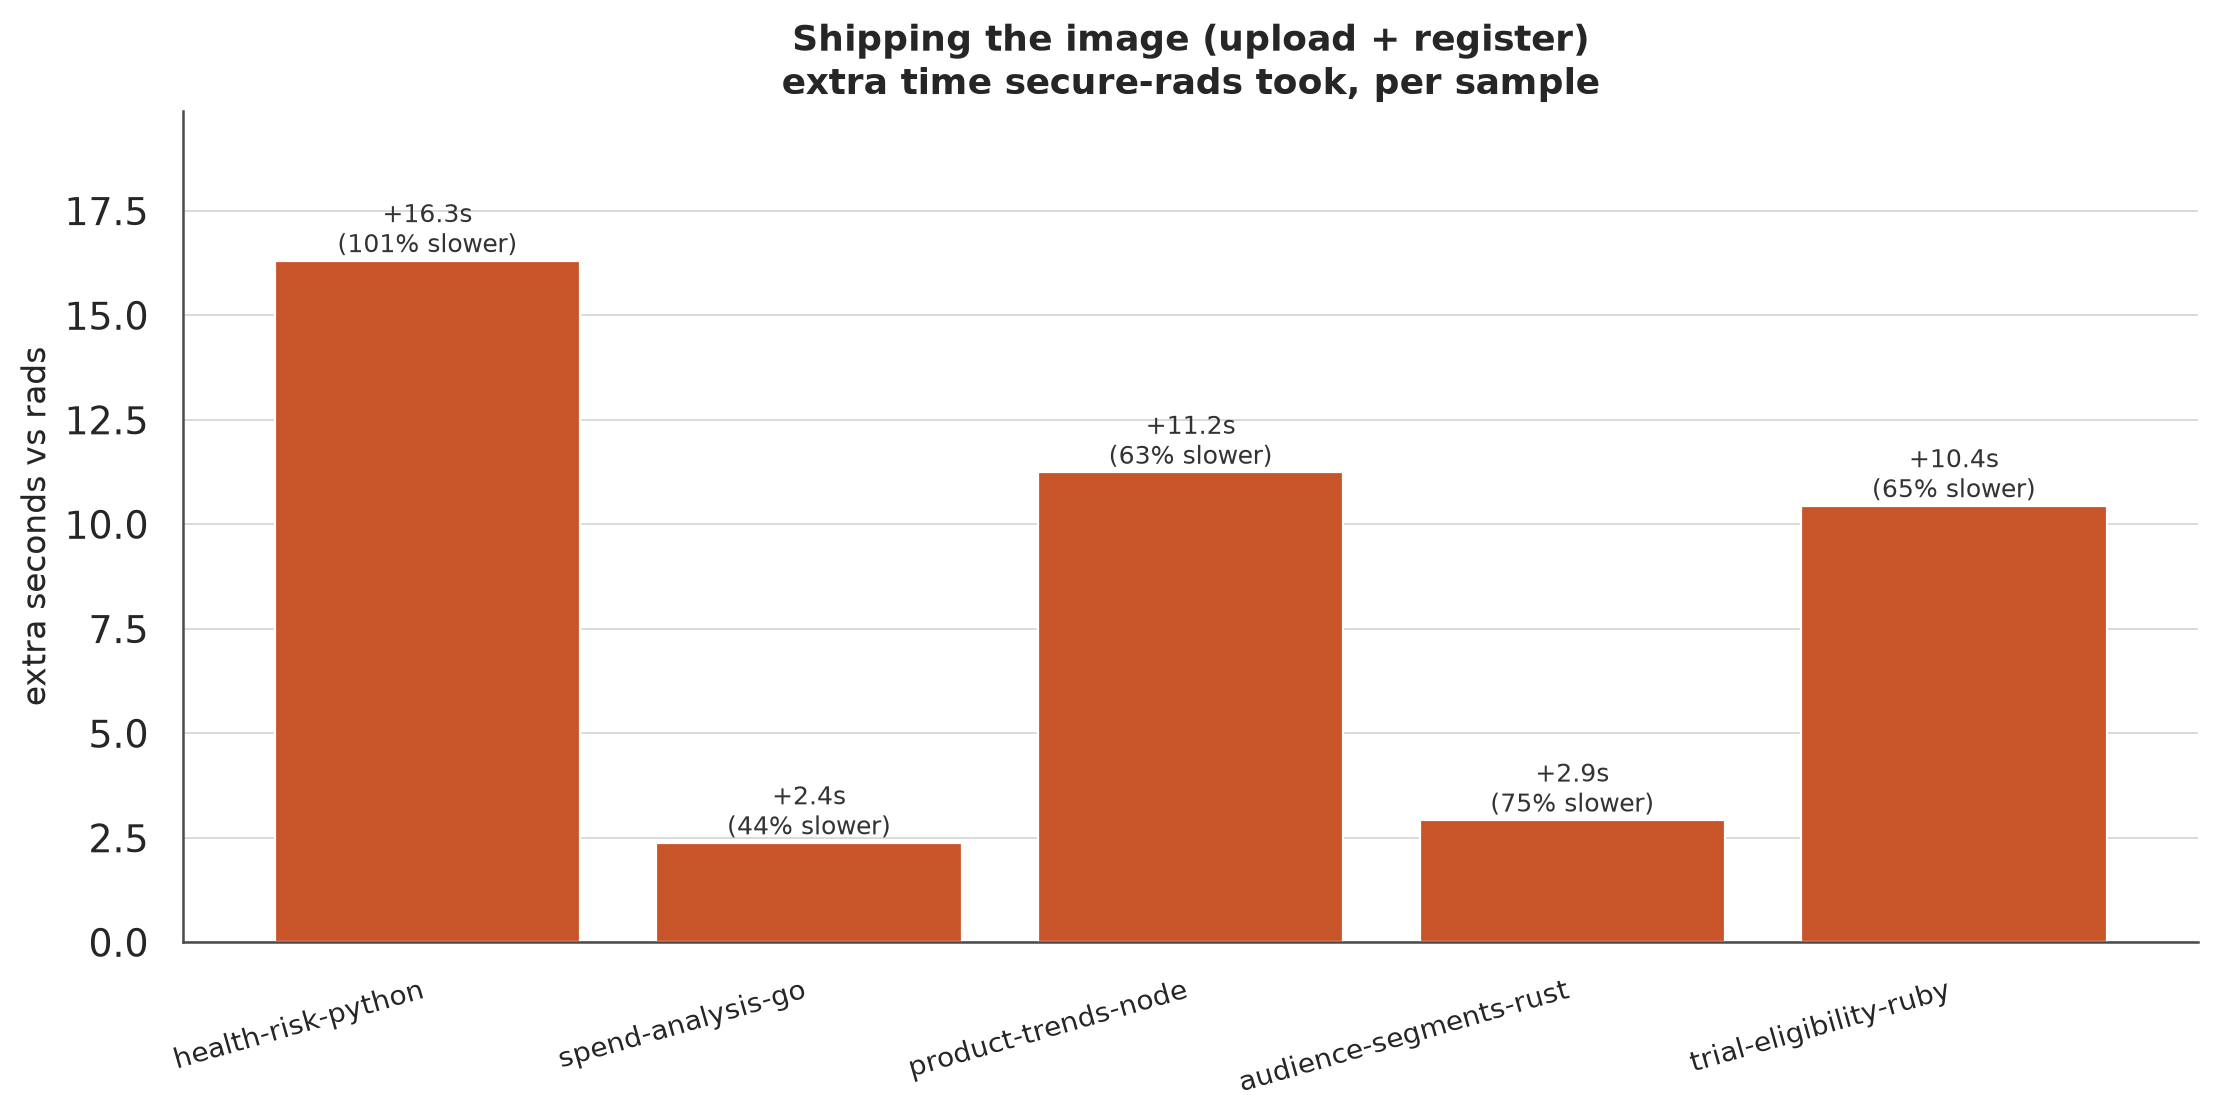 Shipping the image (upload + register)
extra time secure-rads took, per sample
extra seconds vs rads
17.5
15.0
12.5
10.0
7.5
5.0
2.5
0.0
+16.3s
(101% slower)
+2.4s
(44% slower)
+11.2s
(63% slower)
+2.9s
(75% slower)
+10.4s
(65% slower)
health-risk-python
spend-analysis-go
product-trends-node
audience-segments-rust
trial-eligibility-ruby